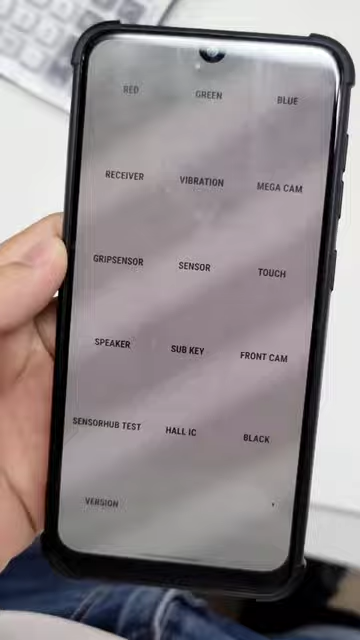 RED GREEN BLUE
RECEIVER VIBRATION MEGA CAM
GRIPSENSOR SENSOR TOUCH
SPEAKER SUB KEY FRONT CAM
SENSORHUB TEST HALL IC BLACK
VERSION